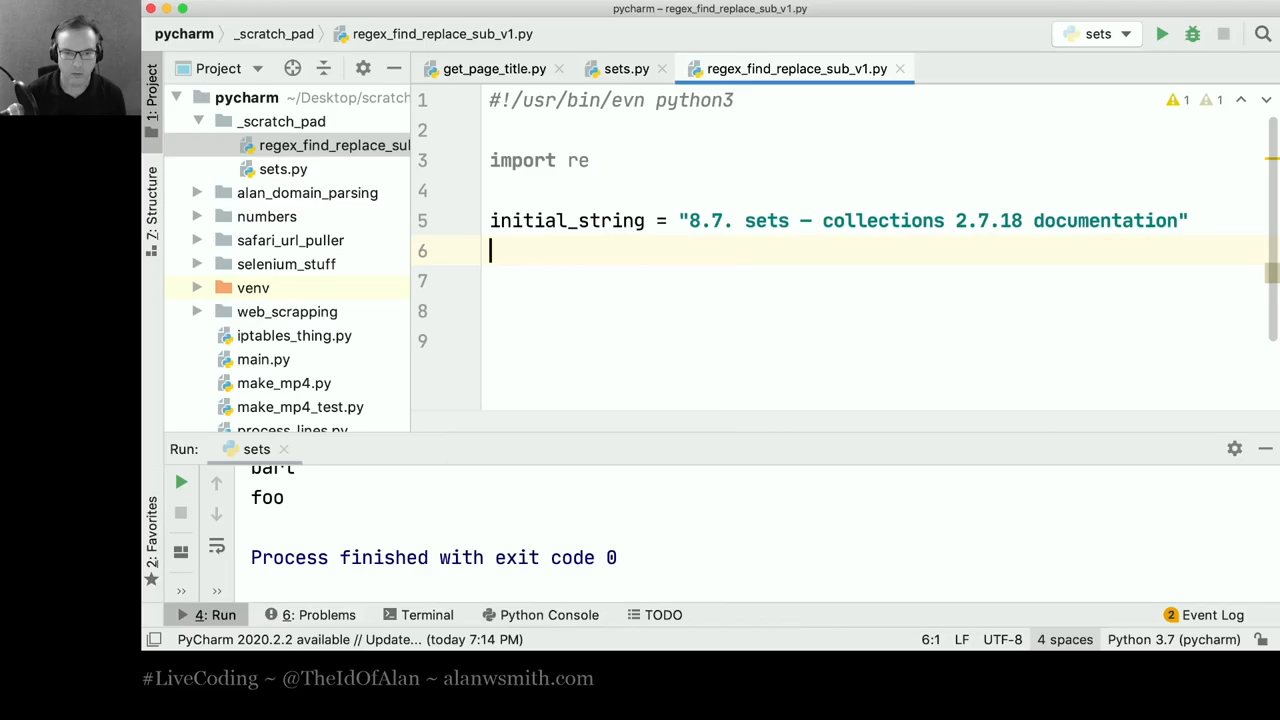 pycharm – regex_find_replace_sub_v1.py
pycharm _scratch_pad regex_find_replace_sub_v1.py sets
1: Project
Project get_page_title.py sets.py regex_find_replace_sub_v1.py
pycharm ~/Desktop/scratch
_scratch_pad
regex_find_replace_sul
sets.py
alan_domain_parsing
numbers
safari_url_puller
selenium_stuff
venv
web_scrapping
iptables_thing.py
main.py
make_mp4.py
make_mp4_test.py
process_lines.py
7: Structure
2: Favorites
1 #!/usr/bin/evn python3
2
3 import re
4
5 initial_string = "8.7. sets — collections 2.7.18 documentation"
6
7
8
9
1 1
Run: sets
bart
foo
Process finished with exit code 0
4: Run 6: Problems Terminal Python Console TODO 2 Event Log
PyCharm 2020.2.2 available // Update... (today 7:14 PM) 6:1 LF UTF-8 4 spaces Python 3.7 (pycharm)
#LiveCoding ~ @TheIdOfAlan ~ alanwsmith.com